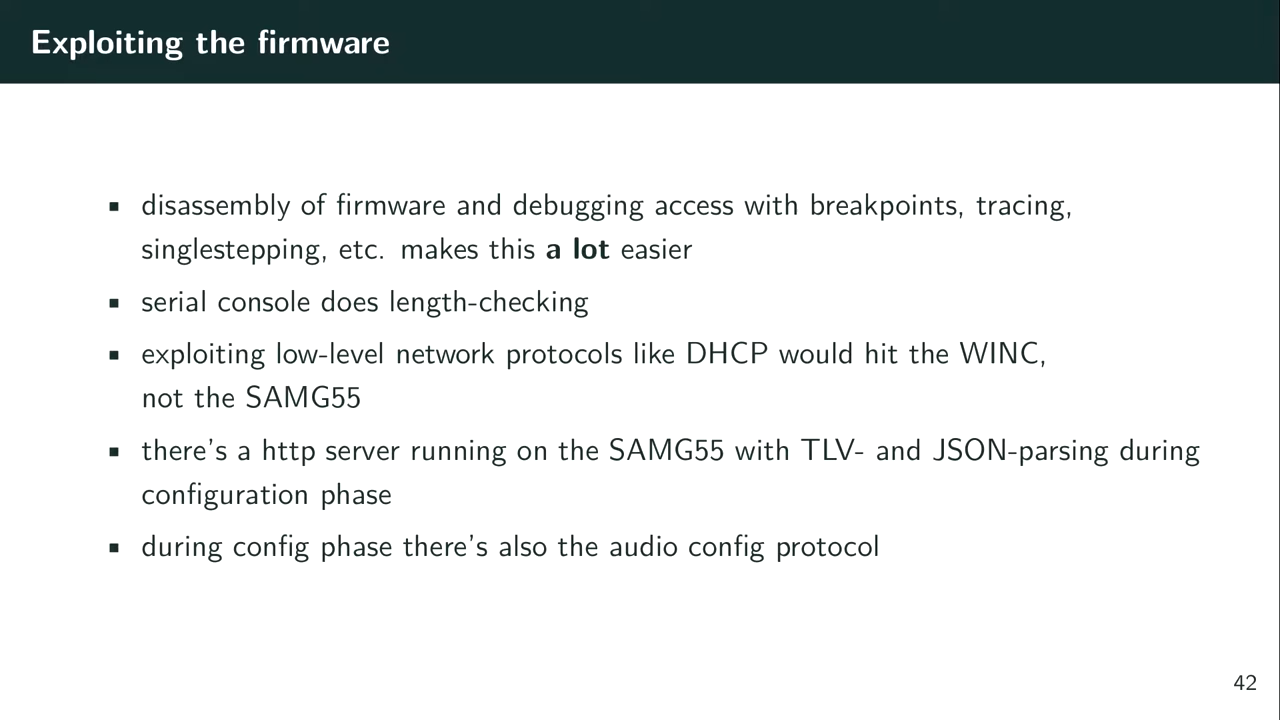 Exploiting the firmware
▪ disassembly of firmware and debugging access with breakpoints, tracing,
singlestepping, etc. makes this a lot easier
▪ serial console does length-checking
▪ exploiting low-level network protocols like DHCP would hit the WINC,
not the SAMG55
▪ there's a http server running on the SAMG55 with TLV- and JSON-parsing during
configuration phase
▪ during config phase there's also the audio config protocol
42